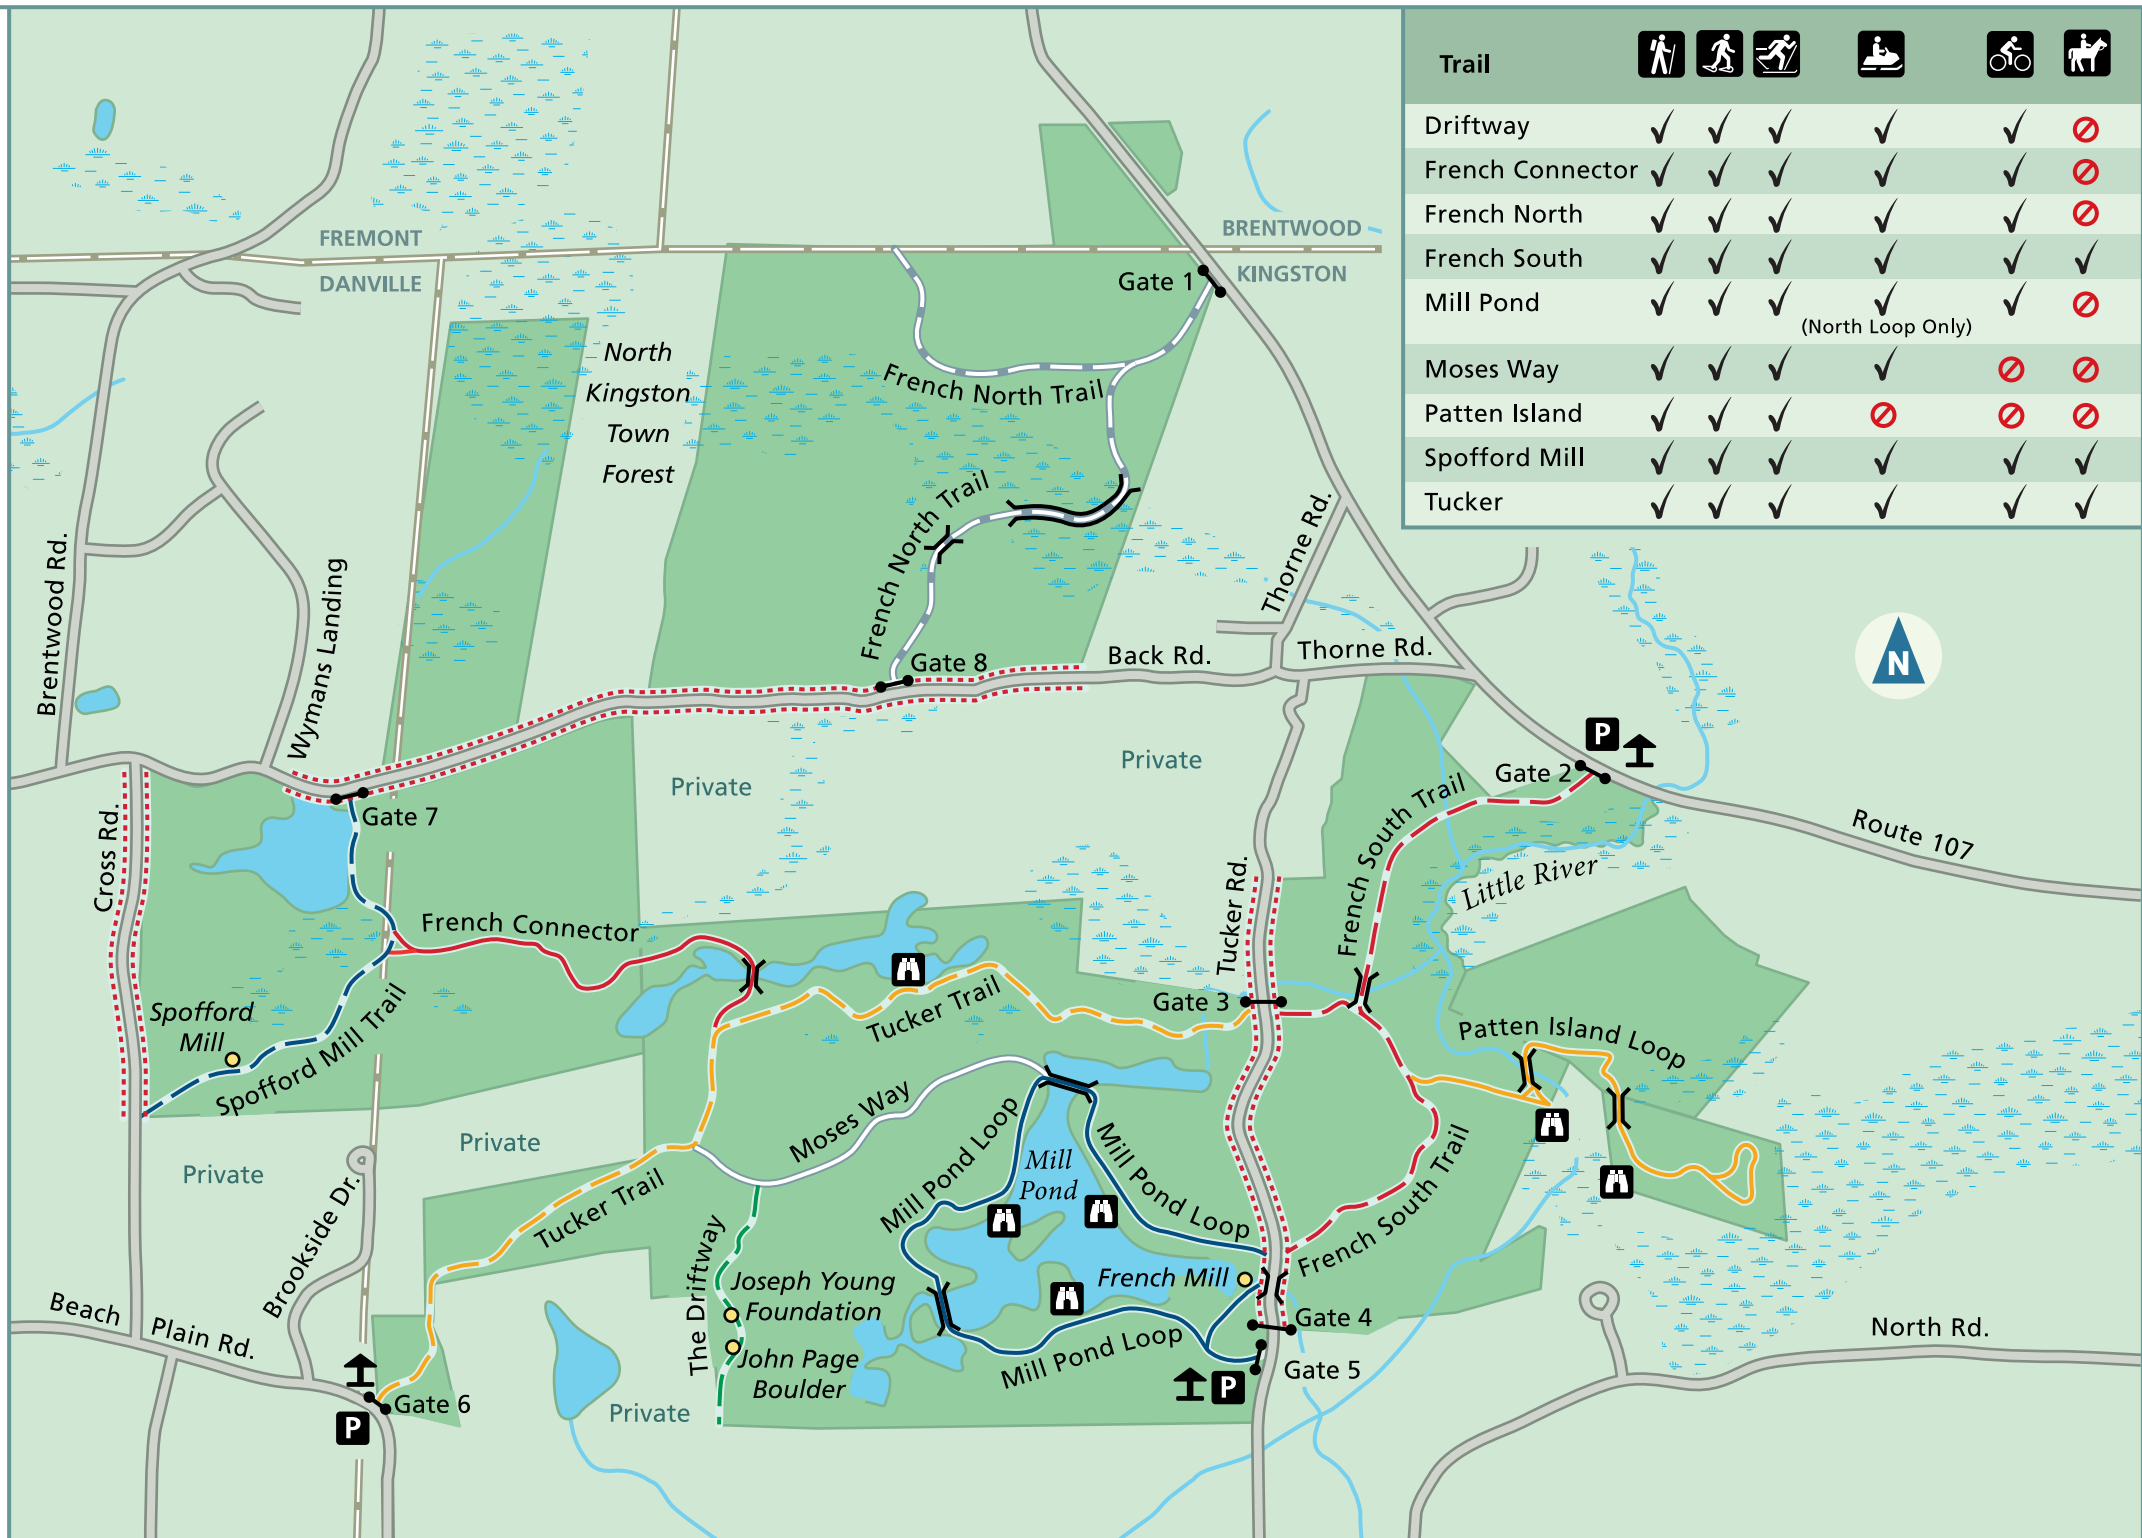 Trail
Driftway
French Connector
French North
French South
Mill Pond
(North Loop Only)
Moses Way
Patten Island
Spofford Mill
Tucker
FREMONT
DANVILLE
BRENTWOOD
KINGSTON
Gate 1
North
Kingston
Town
Forest
French North Trail
French North Trail
Thorne Rd.
Brentwood Rd.
Wymans Landing
Gate 8
Back Rd.
Thorne Rd.
N
Private
Private
P
Gate 2
Gate 7
French South Trail
Route 107
Cross Rd.
Little River
Tucker Rd.
French Connector
Spofford
Mill
Spofford Mill Trail
Tucker Trail
Gate 3
Patten Island Loop
Moses Way
Mill Pond Loop
Mill
Pond
Mill Pond Loop
French South Trail
Private
Private
Tucker Trail
Brookside Dr.
The Driftway
Joseph Young
Foundation
French Mill
Beach Plain Rd.
John Page
Boulder
Mill Pond Loop
Gate 4
North Rd.
Gate 5
P
Gate 6
P
Private